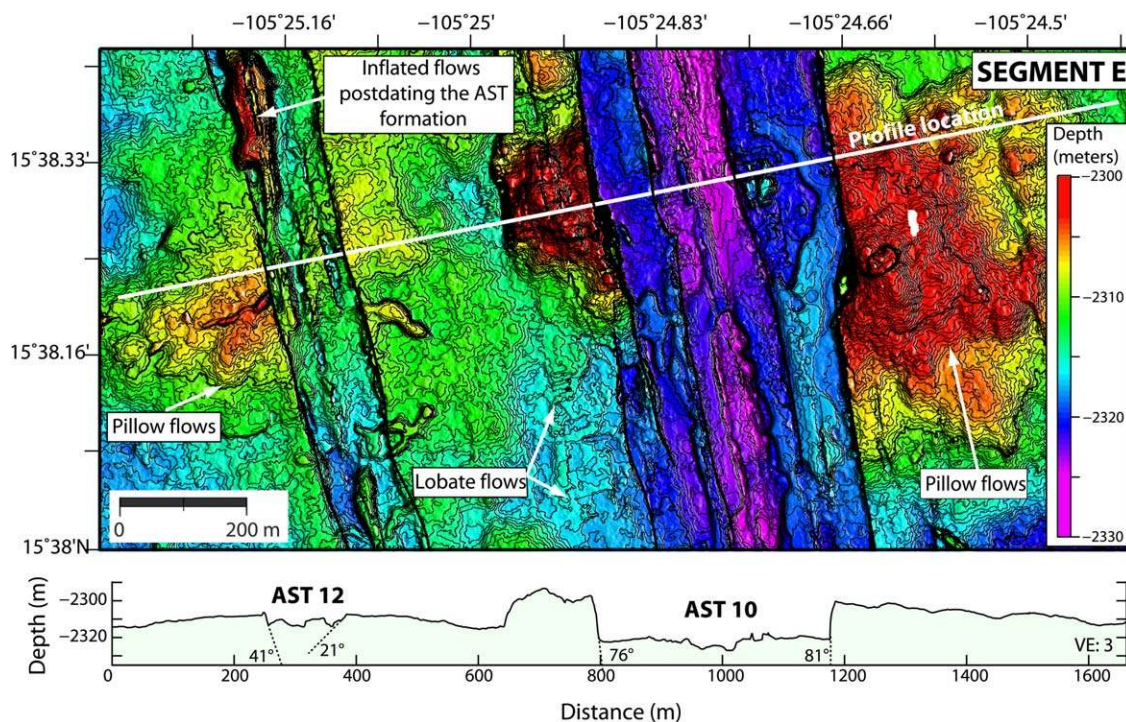 −105°25.16'
−105°25'
−105°24.83'
−105°24.66'
−105°24.5'
Inflated flows
postdating the AST
formation
SEGMENT E
Profile location
Depth
(meters)
15°38.33'
−2300
−2310
15°38.16'
Pillow flows
−2320
Lobate flows
Pillow flows
0
200 m
15°38'N
−2330
Depth (m)
−2300
−2320
AST 12
AST 10
41°
21°
76°
81°
VE: 3
0
200
400
600
800
1000
1200
1400
1600
Distance (m)